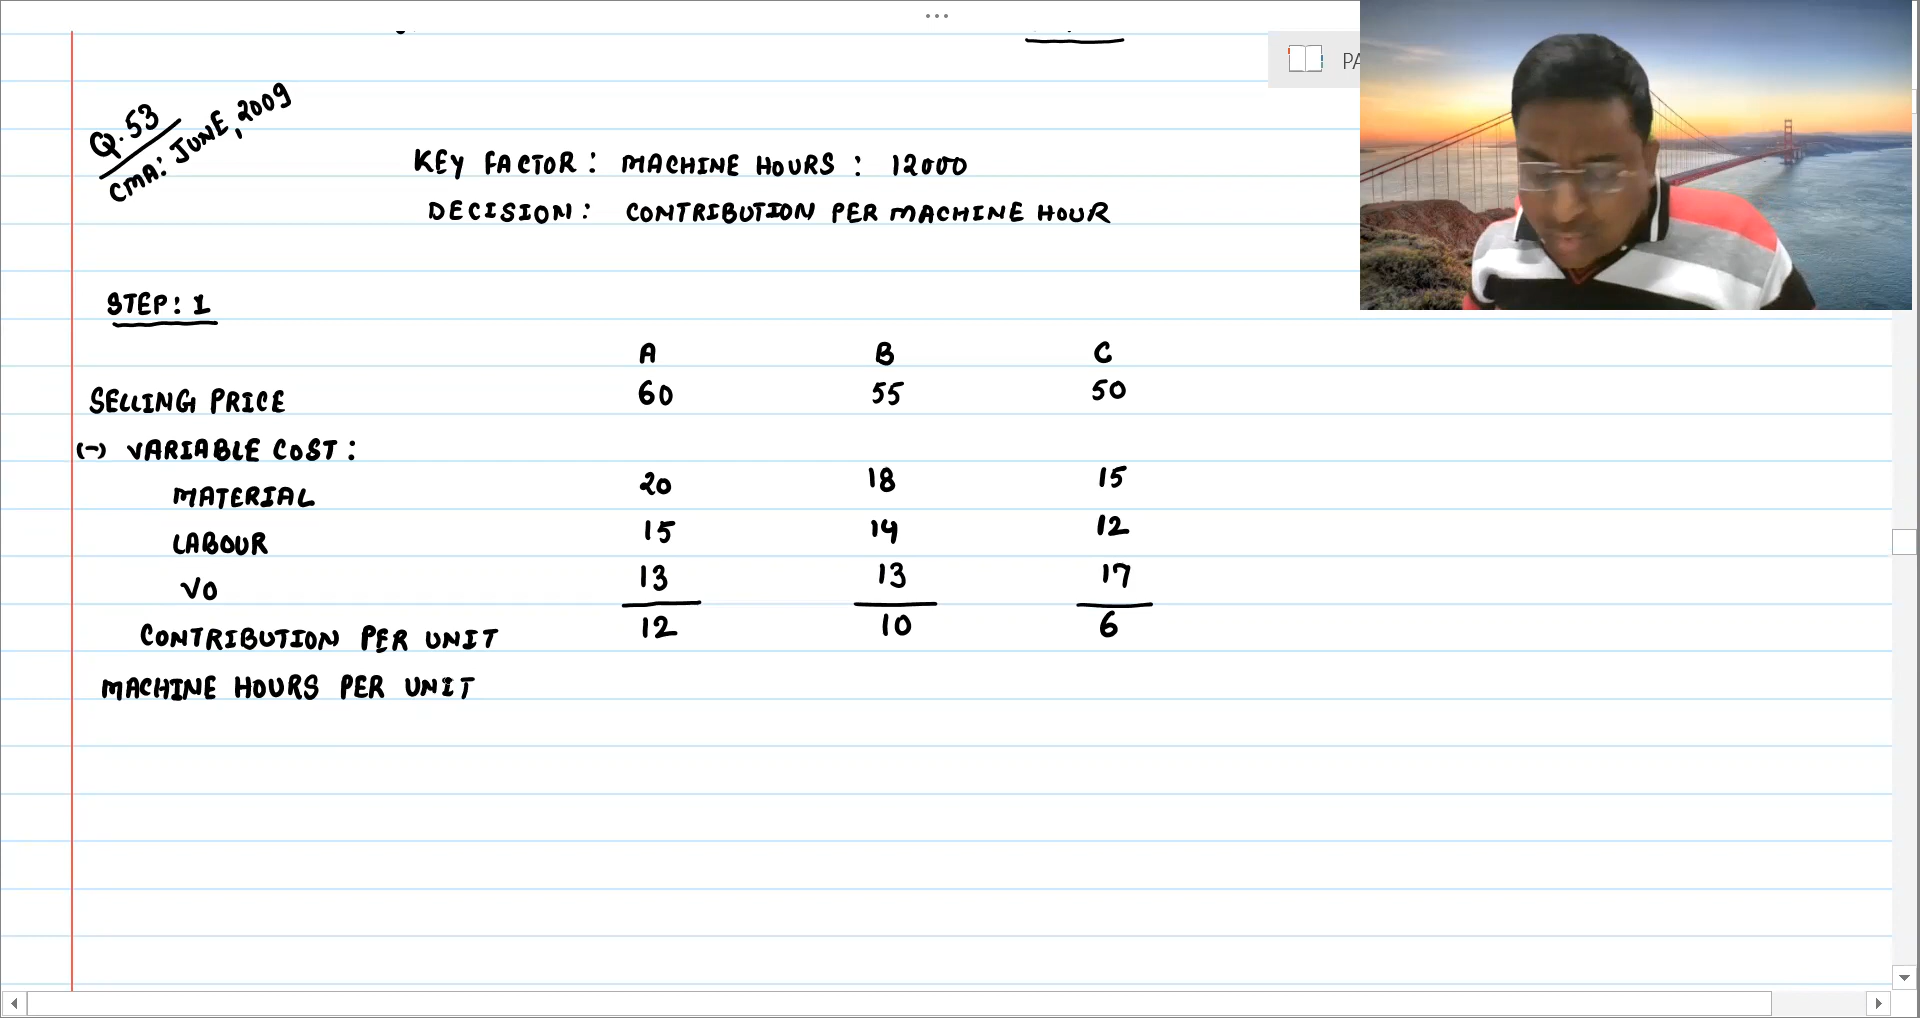 PA
Q.53
CMA: JUNE, 2009
KEY FACTOR: MACHINE HOURS: 12000
DECISION: CONTRIBUTION PER MACHINE HOUR
STEP: 1
A B C
SELLING PRICE 60 55 50
(-) VARIABLE COST:
MATERIAL 20 18 15
LABOUR 15 14 12
VO 13 13 17
CONTRIBUTION PER UNIT 12 10 6
MACHINE HOURS PER UNIT